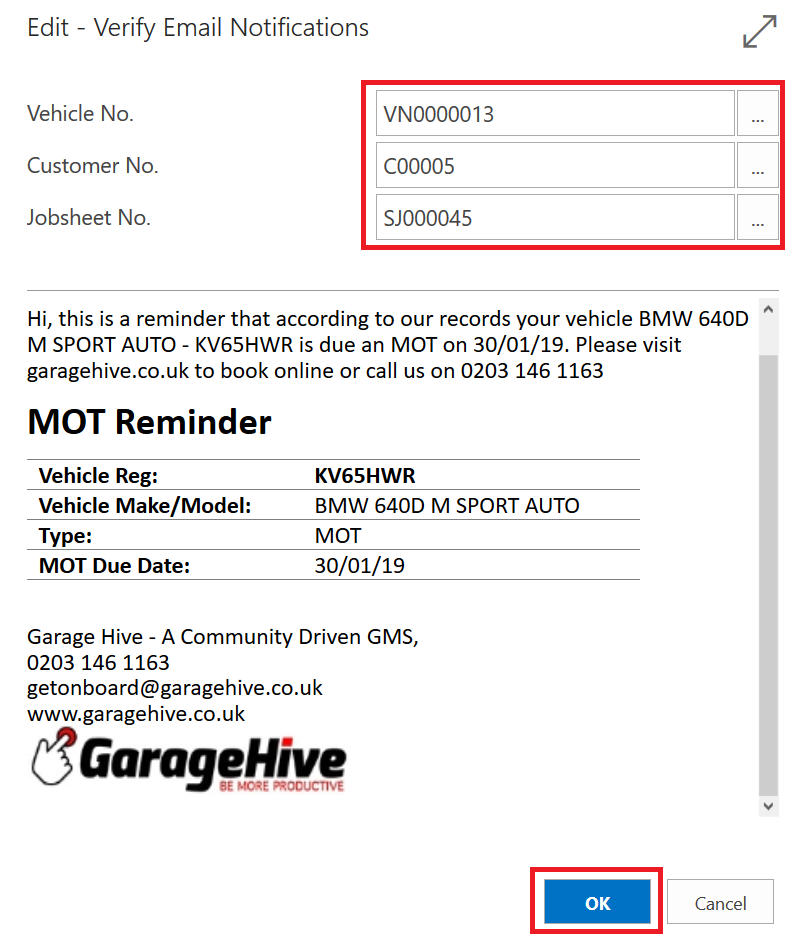 Edit - Verify Email Notifications
Vehicle No.
VN0000013
...
Customer No.
C00005
...
Jobsheet No.
SJ000045
...
Hi, this is a reminder that according to our records your vehicle BMW 640D
M SPORT AUTO - KV65HWR is due an MOT on 30/01/19. Please visit
garagehive.co.uk to book online or call us on 0203 146 1163
MOT Reminder
Vehicle Reg: KV65HWR
Vehicle Make/Model: BMW 640D M SPORT AUTO
Type: MOT
MOT Due Date: 30/01/19
Garage Hive - A Community Driven GMS,
0203 146 1163
getonboard@garagehive.co.uk
www.garagehive.co.uk
GarageHive
BE MORE PRODUCTIVE
OK
Cancel